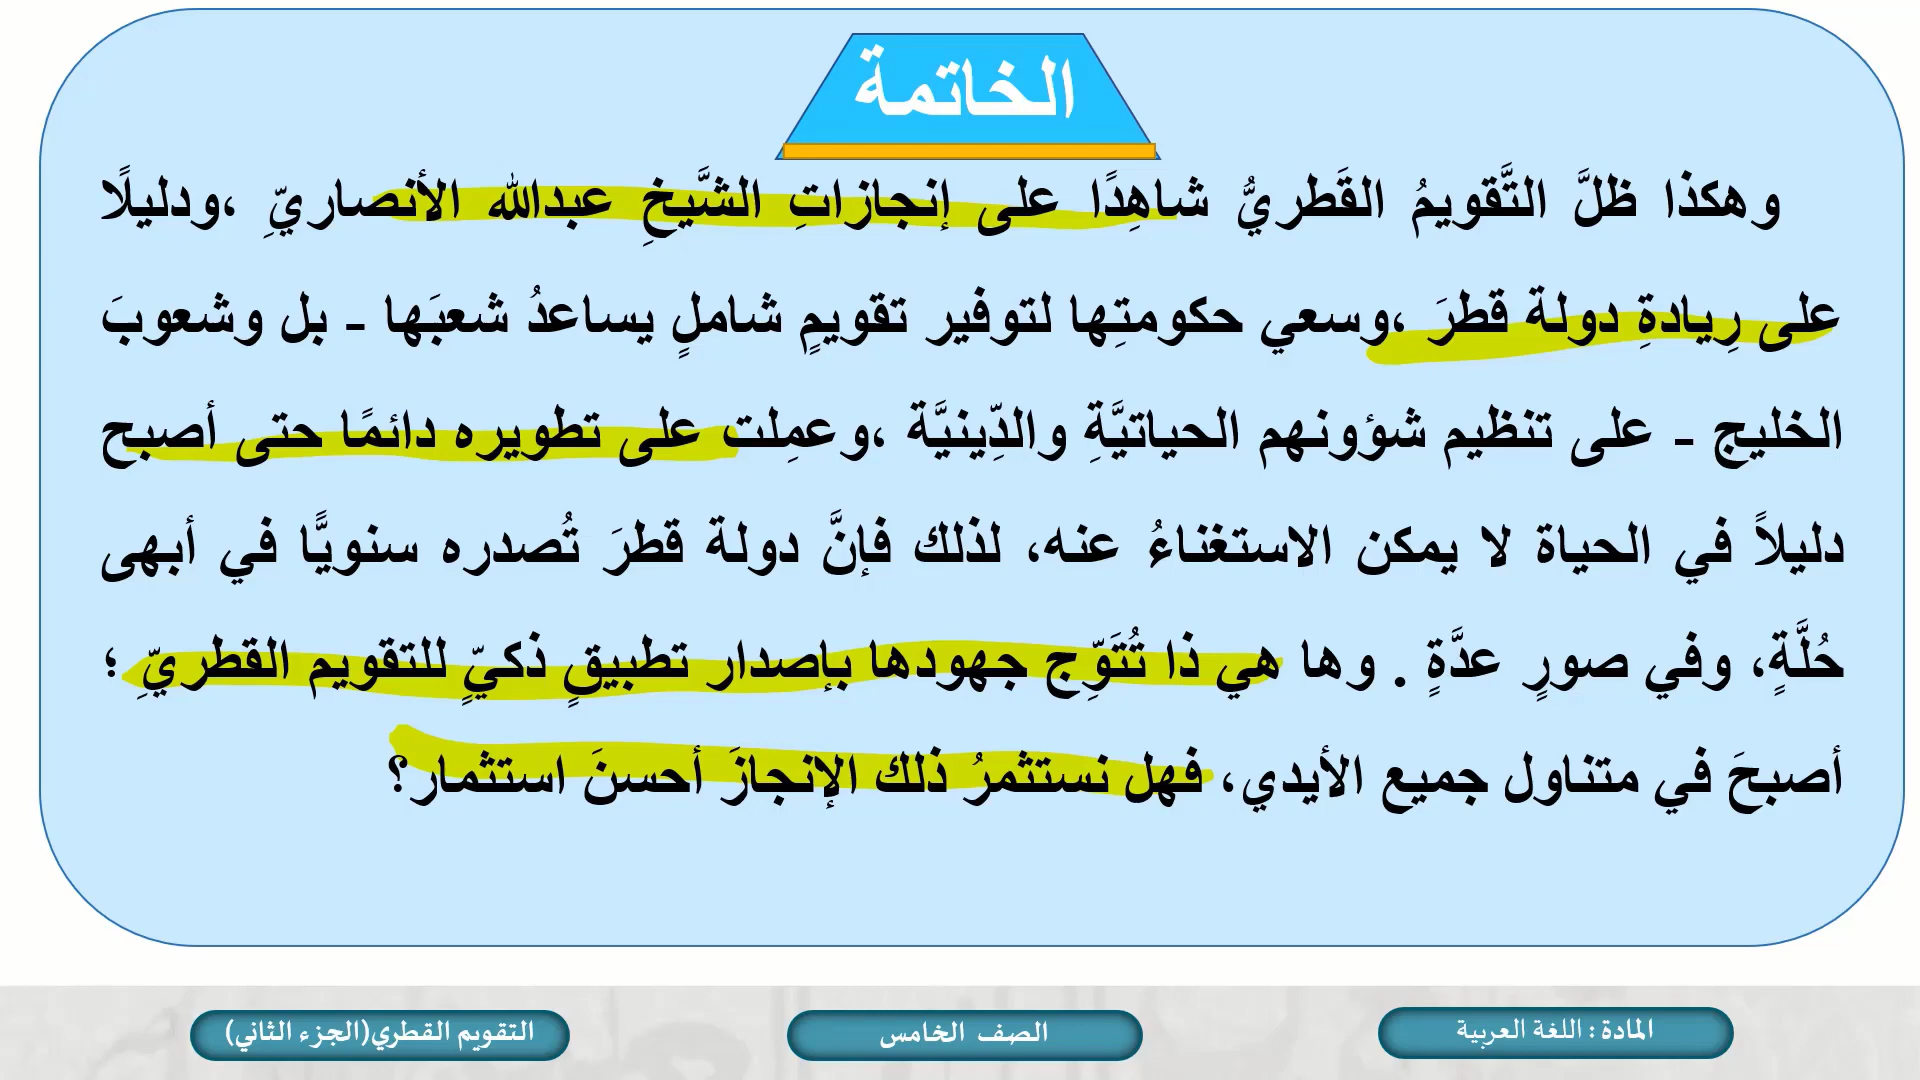 الخاتمة
وهكذا ظلَّ التَّقويمُ القَطريُّ شاهِدًا على إنجازاتِ الشَّيخِ عبدالله الأنصاريِّ ،ودليلًا
على رِيادةِ دولة قطرَ ،وسعي حكومتِها لتوفير تقويمٍ شاملٍ يساعدُ شعبَها - بل وشعوبَ
الخليج - على تنظيم شؤونهم الحياتيَّةِ والدِّينيَّة ،وعمِلت على تطويره دائمًا حتى أصبح
دليلاً في الحياة لا يمكن الاستغناءُ عنه، لذلك فإنَّ دولة قطرَ تُصدره سنويًّا في أبهى
حُلَّةٍ، وفي صورٍ عدَّةٍ . وها هي ذا تُتَوِّج جهودها بإصدار تطبيقٍ ذكيٍّ للتقويم القطريِّ ؛
أصبحَ في متناول جميع الأيدي، فهل نستثمرُ ذلك الإنجازَ أحسنَ استثمار؟
المادة : اللغة العربية
الصف الخامس
التقويم القطري(الجزء الثاني)